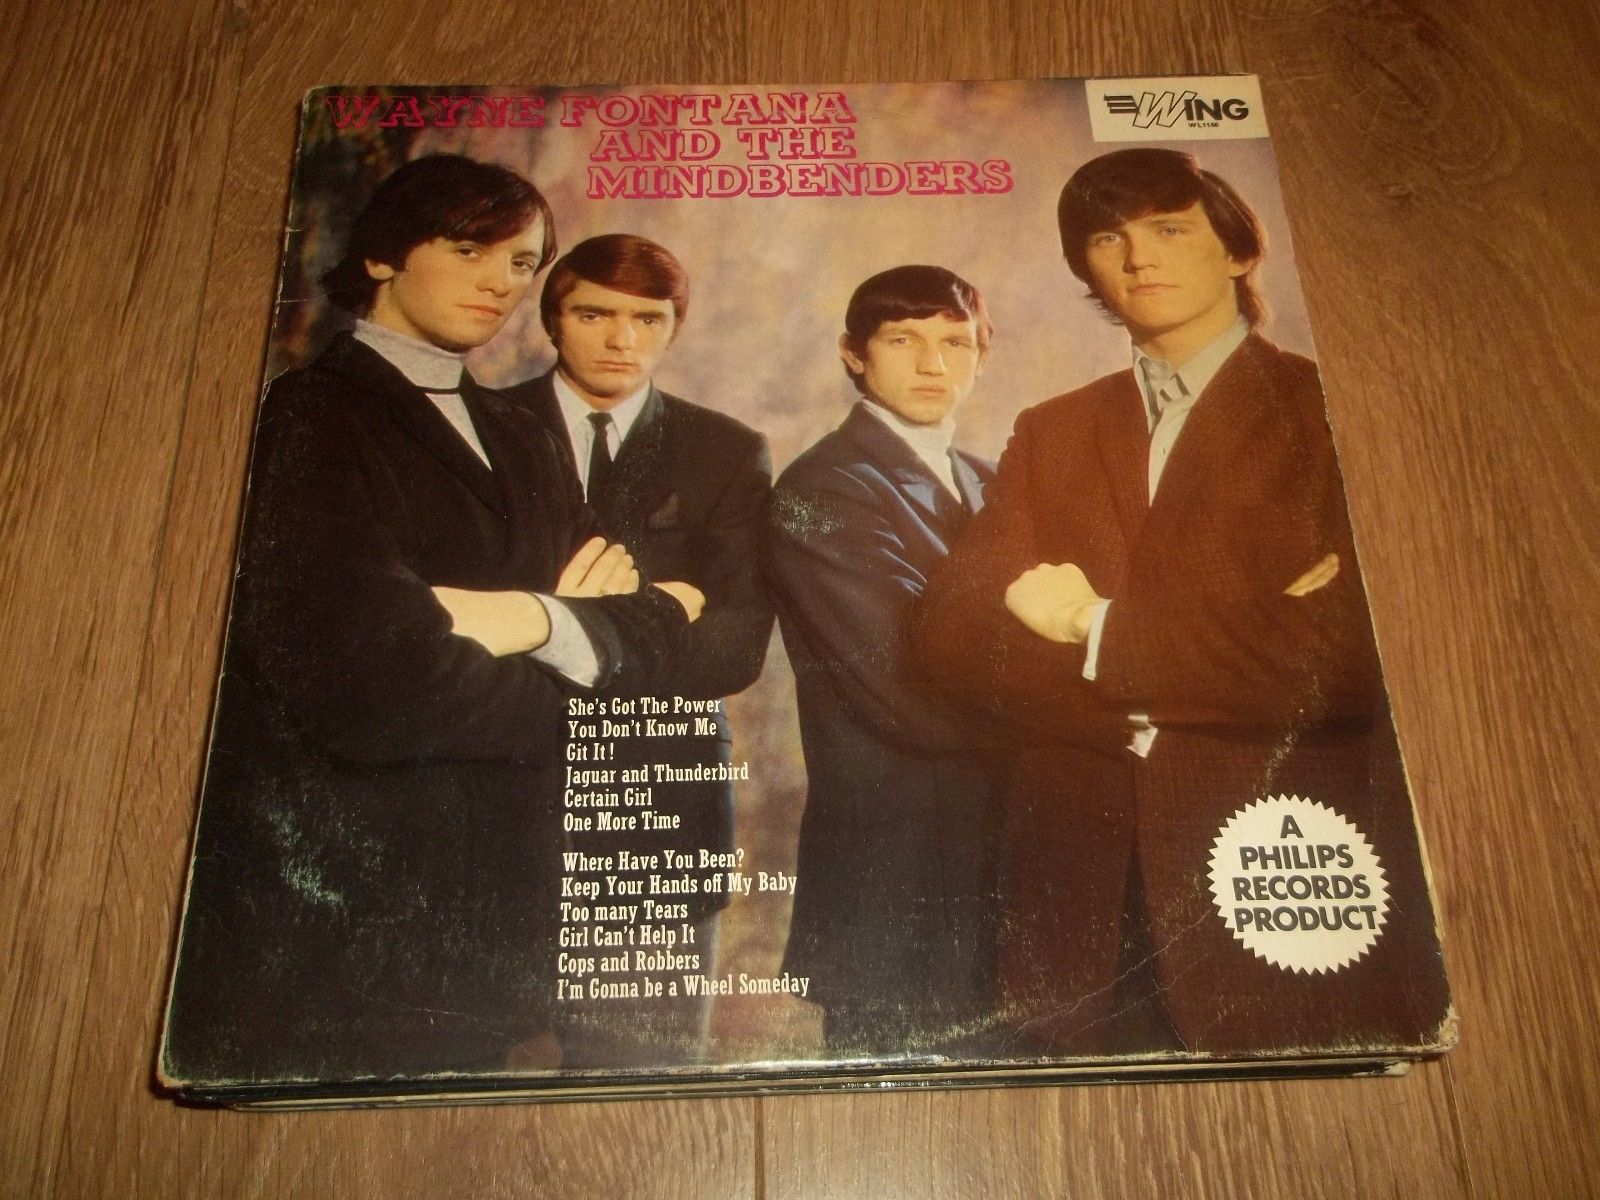 WAYNE FONTANA
AND THE
MINDBENDERS
WING
WL1166
She's Got The Power
You Don't Know Me
Git It!
Jaguar and Thunderbird
Certain Girl
One More Time
Where Have You Been?
Keep Your Hands off My Baby
Too many Tears
Girl Can't Help It
Cops and Robbers
I'm Gonna be a Wheel Someday
A
PHILIPS
RECORDS
PRODUCT